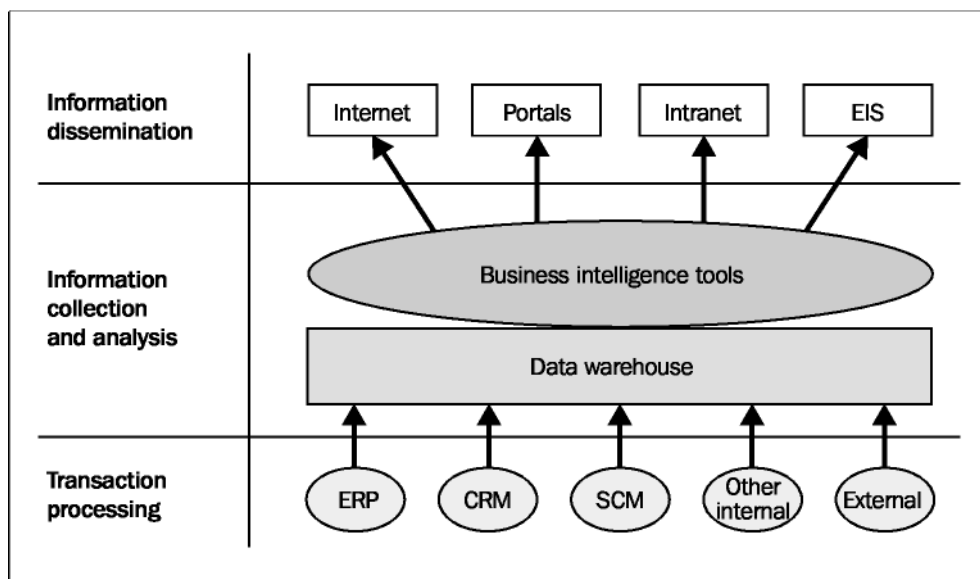 Information
dissemination
Internet
Portals
Intranet
EIS
Information
collection
and analysis
Business intelligence tools
Data warehouse
Transaction
processing
ERP
CRM
SCM
Other
internal
External